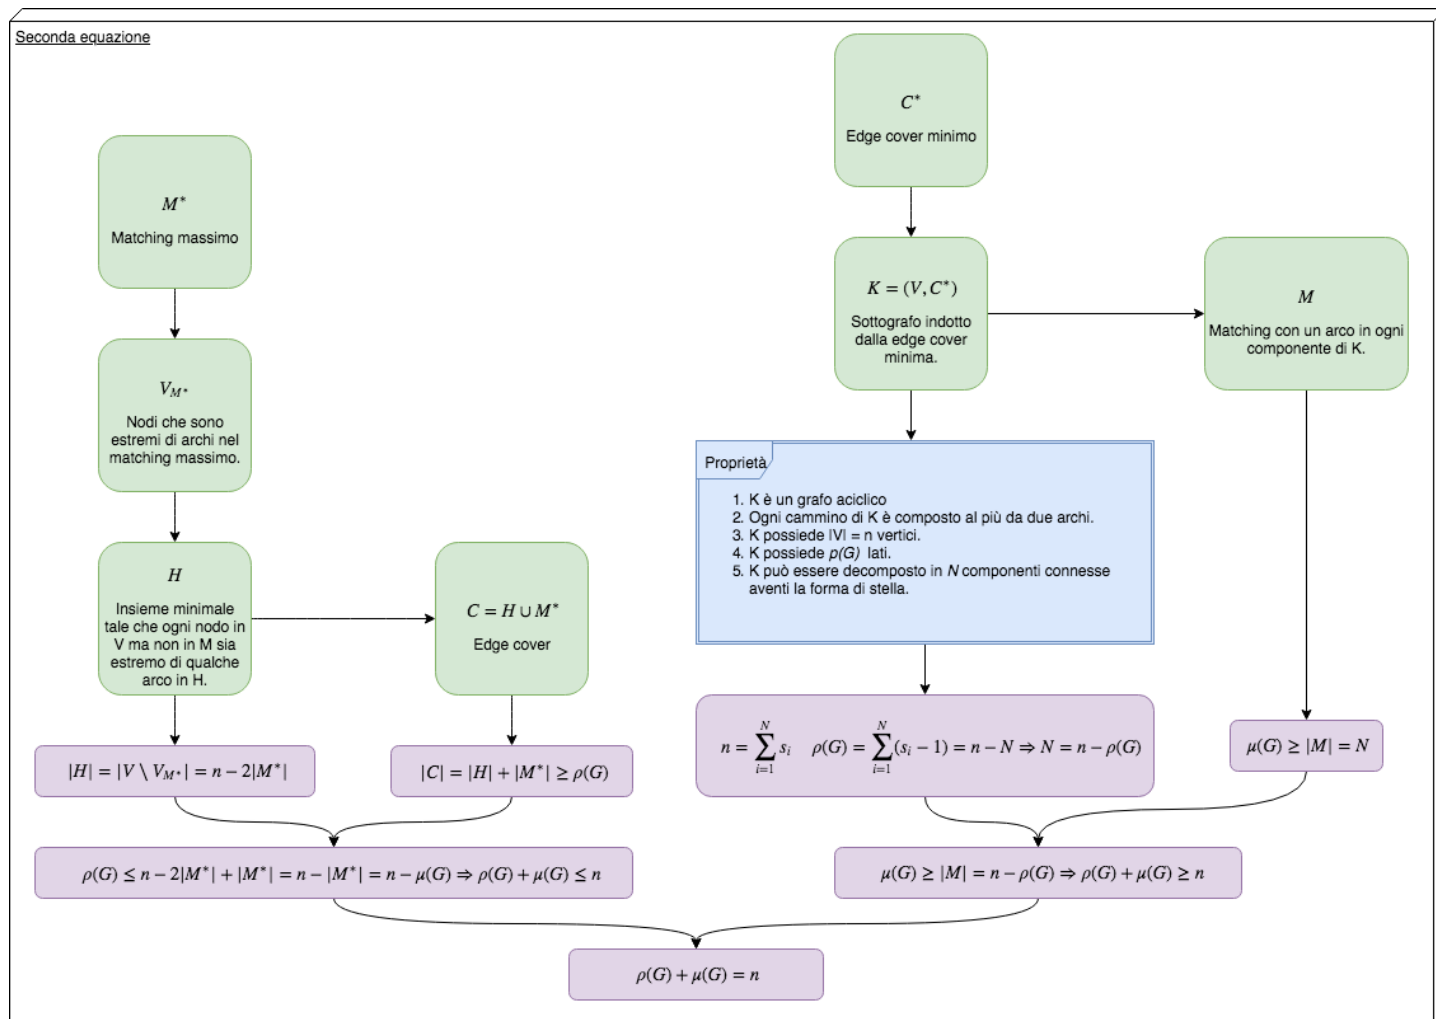 Seconda equazione
M*
Matching massimo
V_{M*}
Nodi che sono
estremi di archi nel
matching massimo.
H
Insieme minimale
tale che ogni nodo in
V ma non in M sia
estremo di qualche
arco in H.
C = H ∪ M*
Edge cover
|H| = |V \ V_{M*}| = n − 2|M*|
|C| = |H| + |M*| ≥ ρ(G)
ρ(G) ≤ n − 2|M*| + |M*| = n − |M*| = n − μ(G) ⇒ ρ(G) + μ(G) ≤ n
C*
Edge cover minimo
K = (V, C*)
Sottografo indotto
dalla edge cover
minima.
M
Matching con un arco in ogni
componente di K.
Proprietà
1. K è un grafo aciclico
2. Ogni cammino di K è composto al più da due archi.
3. K possiede |V| = n vertici.
4. K possiede p(G) lati.
5. K può essere decomposto in N componenti connesse
aventi la forma di stella.
n = ∑_{i=1}^{N} s_i ρ(G) = ∑_{i=1}^{N} (s_i − 1) = n − N ⇒ N = n − ρ(G)
μ(G) ≥ |M| = N
μ(G) ≥ |M| = n − ρ(G) ⇒ ρ(G) + μ(G) ≥ n
ρ(G) + μ(G) = n